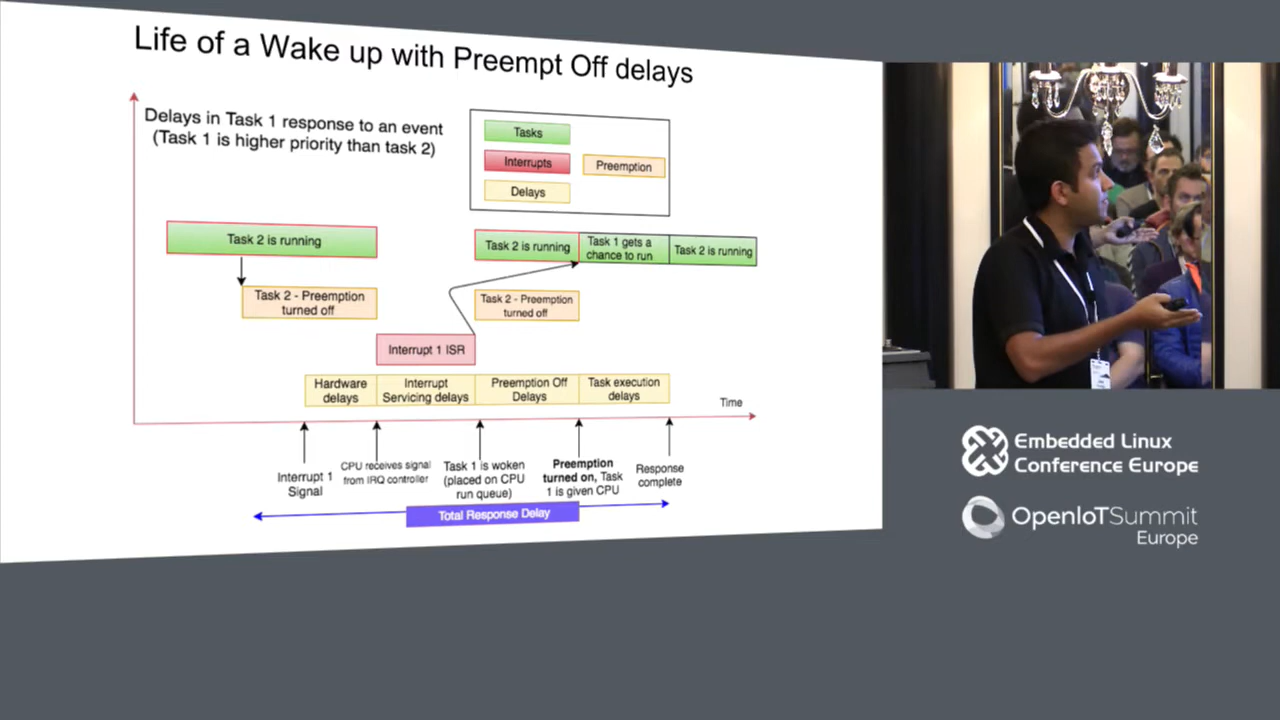 Life of a Wake up with Preempt Off delays
Delays in Task 1 response to an event
(Task 1 is higher priority than task 2)
Tasks
Interrupts
Preemption
Delays
Task 2 is running
Task 2 is running
Task 1 gets a
chance to run
Task 2 is running
Task 2 - Preemption
turned off
Task 2 - Preemption
turned off
Interrupt 1 ISR
Hardware
delays
Interrupt
Servicing delays
Preemption Off
Delays
Task execution
delays
Time
Interrupt 1
Signal
CPU receives signal
from IRQ controller
Task 1 is woken
(placed on CPU
run queue)
Preemption
turned on, Task
1 is given CPU
Response
complete
Total Response Delay
Embedded Linux
Conference Europe
OpenIoTSummit
Europe